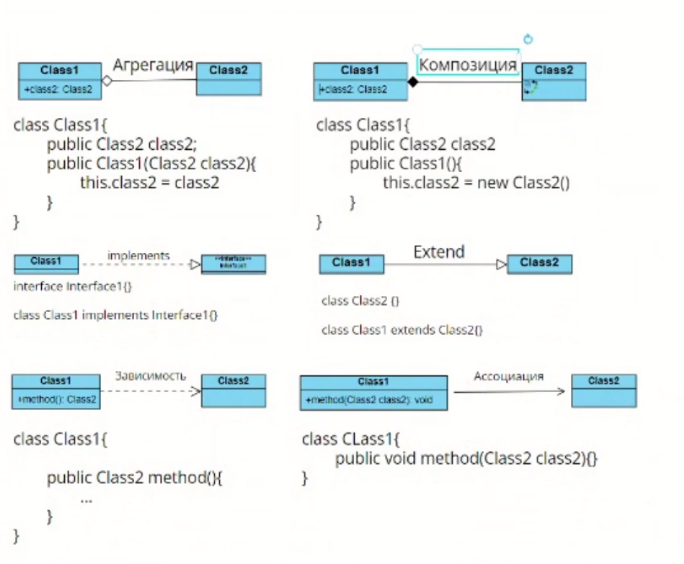 Агрегация
Class1
+class2: Class2
Class2
class Class1{
public Class2 class2;
public Class1(Class2 class2){
this.class2 = class2
}
}
Композиция
Class1
+class2: Class2
Class2
class Class1{
public Class2 class2
public Class1(){
this.class2 = new Class2()
}
}
implements
Class1
<<Interface>>
Interface1
interface Interface1{}
class Class1 implements Interface1{}
Extend
Class1
Class2
class Class2 {}
class Class1 extends Class2{}
Зависимость
Class1
+method(): Class2
Class2
class Class1{
public Class2 method(){
...
}
}
Ассоциация
Class1
+method(Class2 class2): void
Class2
class CLass1{
public void method(Class2 class2){}
}